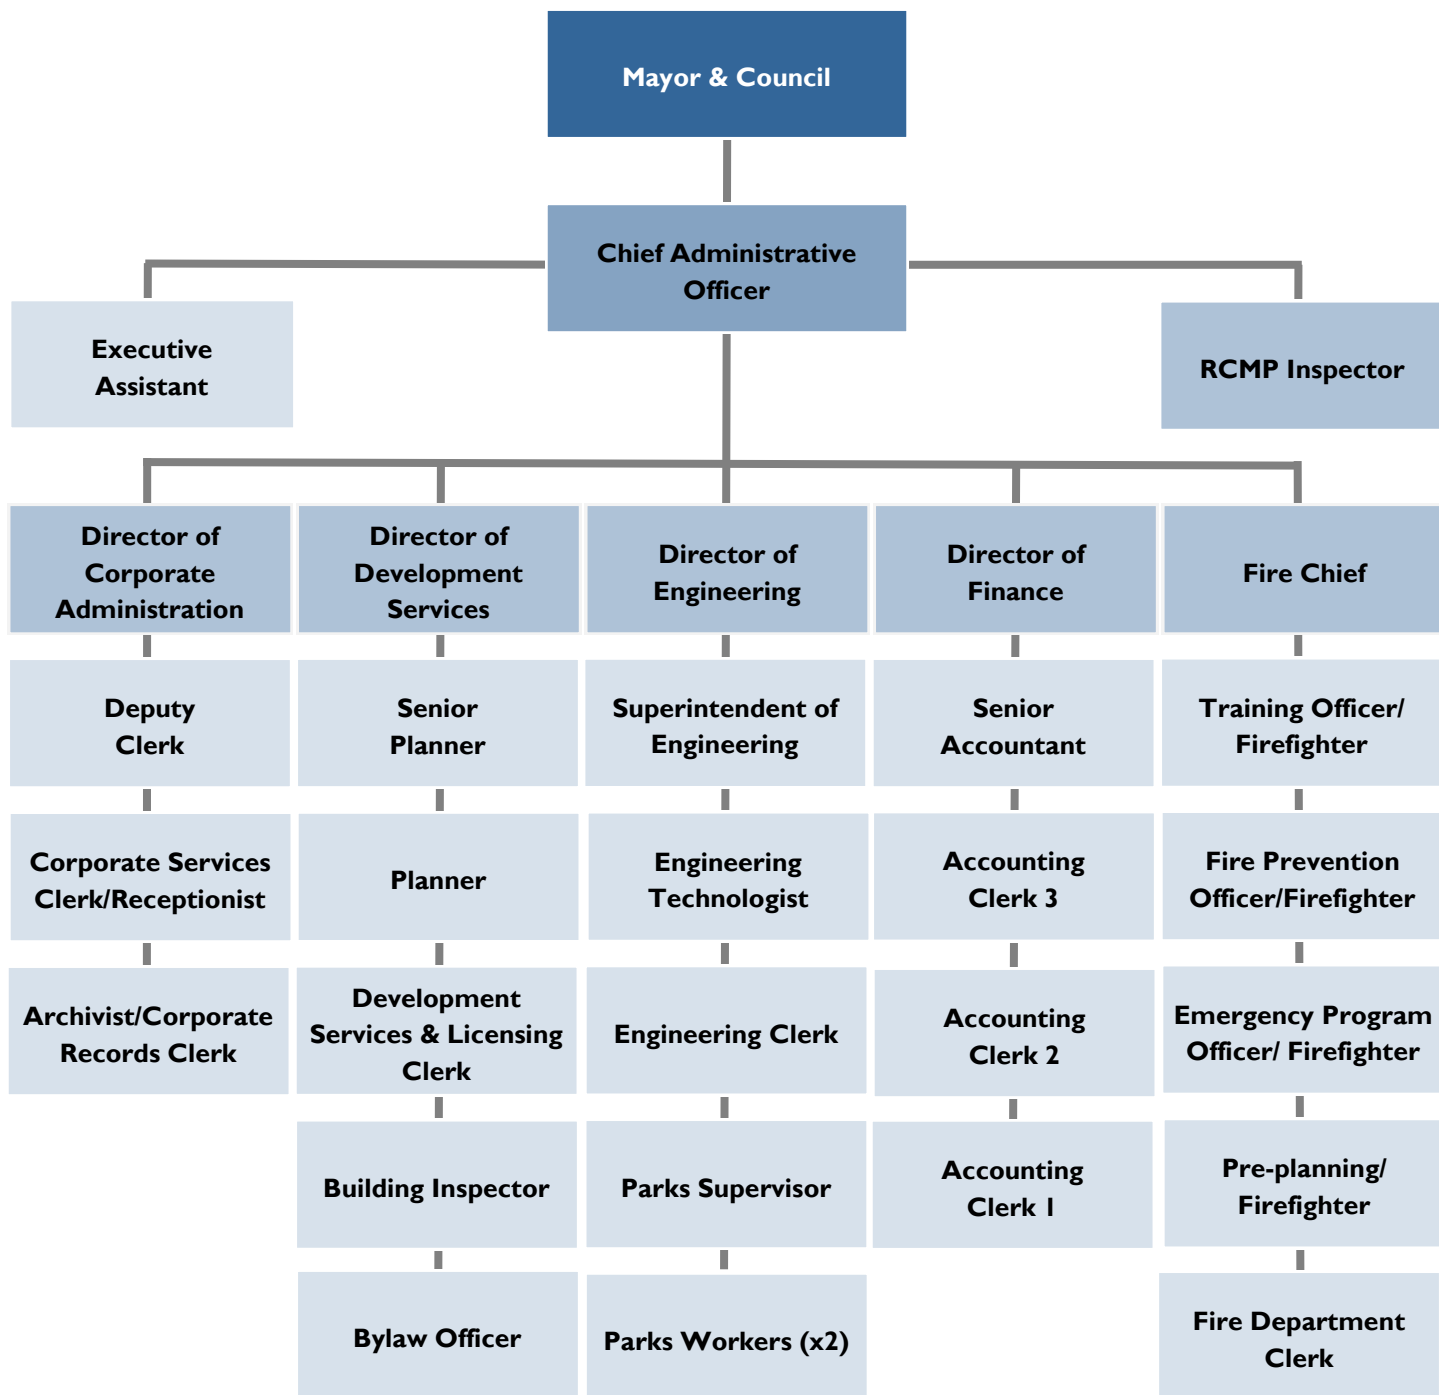 Mayor & Council
Chief Administrative
Officer
Executive
Assistant
RCMP Inspector
Director of
Corporate
Administration
Director of
Development
Services
Director of
Engineering
Director of
Finance
Fire Chief
Deputy
Clerk
Senior
Planner
Superintendent of
Engineering
Senior
Accountant
Training Officer/
Firefighter
Corporate Services
Clerk/Receptionist
Planner
Engineering
Technologist
Accounting
Clerk 3
Fire Prevention
Officer/Firefighter
Archivist/Corporate
Records Clerk
Development
Services & Licensing
Clerk
Engineering Clerk
Accounting
Clerk 2
Emergency Program
Officer/ Firefighter
Building Inspector
Parks Supervisor
Accounting
Clerk 1
Pre-planning/
Firefighter
Bylaw Officer
Parks Workers (x2)
Fire Department
Clerk